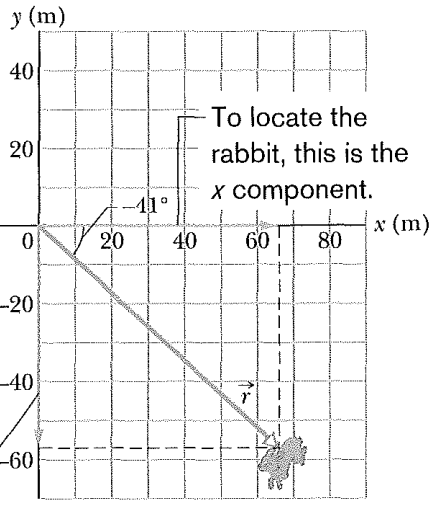 y (m)
40
To locate the
20
rabbit, this is the
x component.
−41°
x (m)
0
20
40
60
80
−20
−40
r⃗
−60